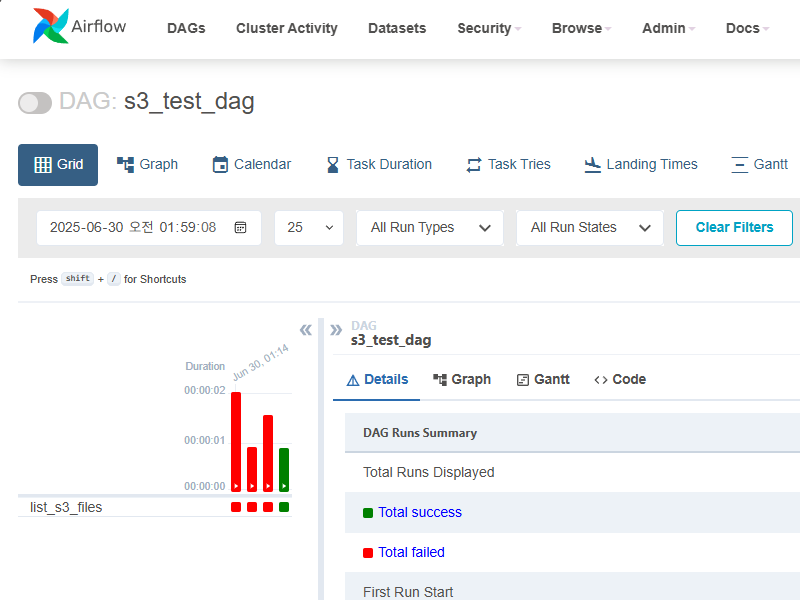 Airflow DAGs Cluster Activity Datasets Security Browse Admin Docs
DAG: s3_test_dag
Grid Graph Calendar Task Duration Task Tries Landing Times Gantt
2025-06-30 오전 01:59:08 25 All Run Types All Run States Clear Filters
Press shift + / for Shortcuts
DAG
s3_test_dag
Duration Jun 30, 01:14
00:00:02
00:00:01
00:00:00
list_s3_files
Details Graph Gantt Code
DAG Runs Summary
Total Runs Displayed
Total success
Total failed
First Run Start